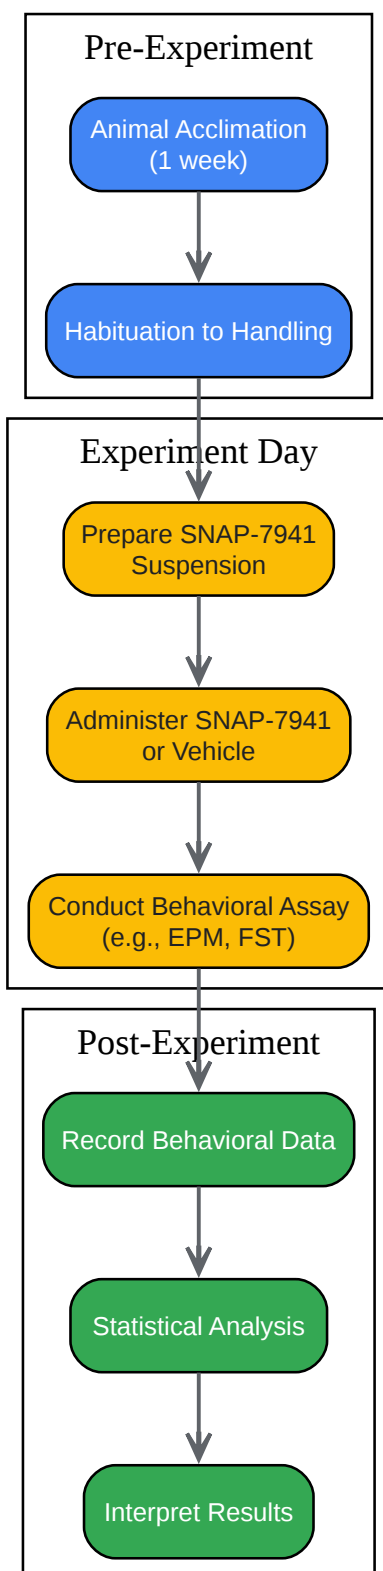 Pre-Experiment
Animal Acclimation
(1 week)
Habituation to Handling
Experiment Day
Prepare SNAP-7941
Suspension
Administer SNAP-7941
or Vehicle
Conduct Behavioral Assay
(e.g., EPM, FST)
Post-Experiment
Record Behavioral Data
Statistical Analysis
Interpret Results